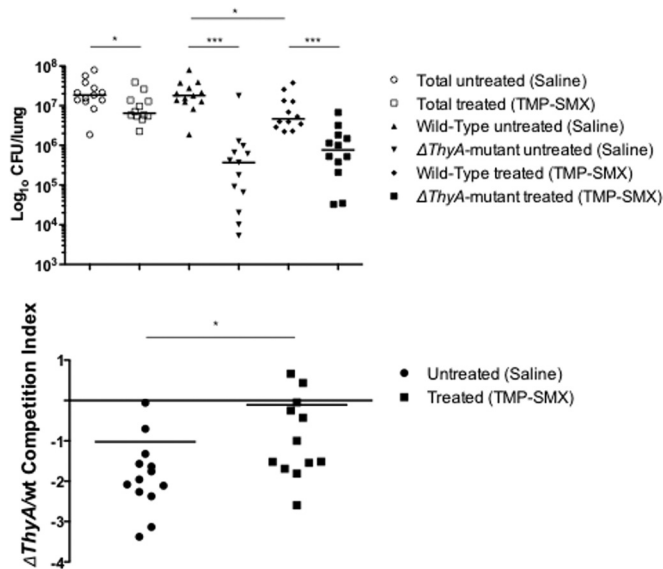 *
* *** ***
10⁸
10⁷
10⁶
10⁵
10⁴
10³
Log₁₀ CFU/lung
Total untreated (Saline)
Total treated (TMP-SMX)
Wild-Type untreated (Saline)
ΔThyA-mutant untreated (Saline)
Wild-Type treated (TMP-SMX)
ΔThyA-mutant treated (TMP-SMX)
*
1
-1
-2
-3
-4
ΔThyA/wt Competition Index
Untreated (Saline)
Treated (TMP-SMX)